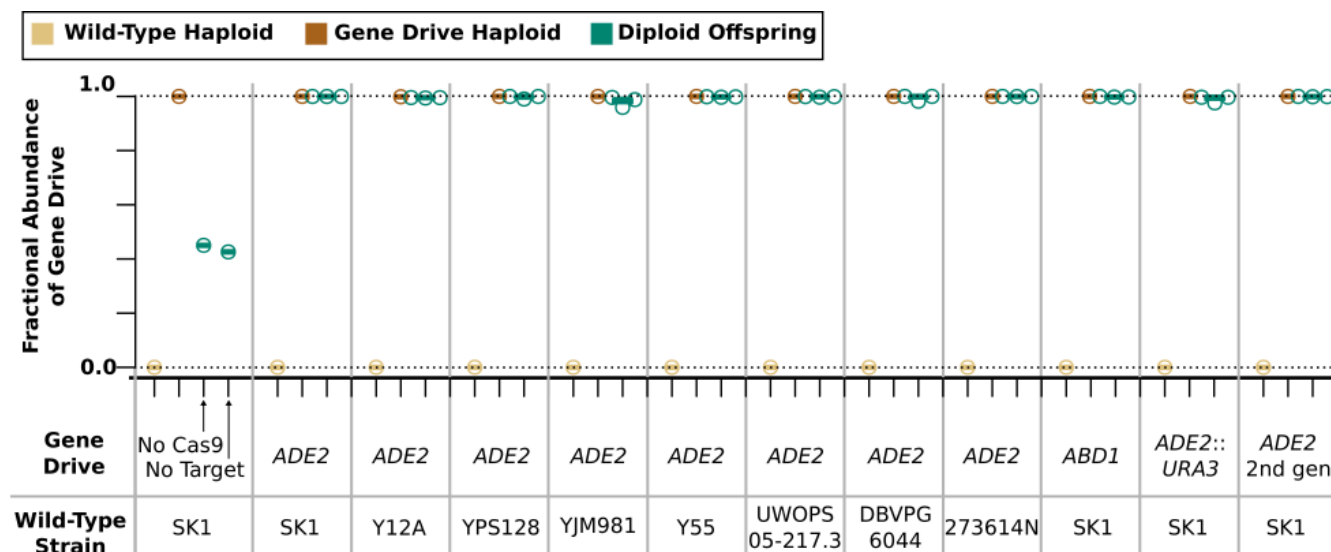 Wild-Type Haploid Gene Drive Haploid Diploid Offspring
1.0
Fractional Abundance
of Gene Drive
0.0
Gene
Drive
No Cas9
No Target
ADE2
ADE2
ADE2
ADE2
ADE2
ADE2
ADE2
ADE2
ABD1
ADE2::
URA3
ADE2
2nd gen
Wild-Type
Strain
SK1
SK1
Y12A
YPS128
YJM981
Y55
UWOPS
05-217.3
DBVPG
6044
273614N
SK1
SK1
SK1